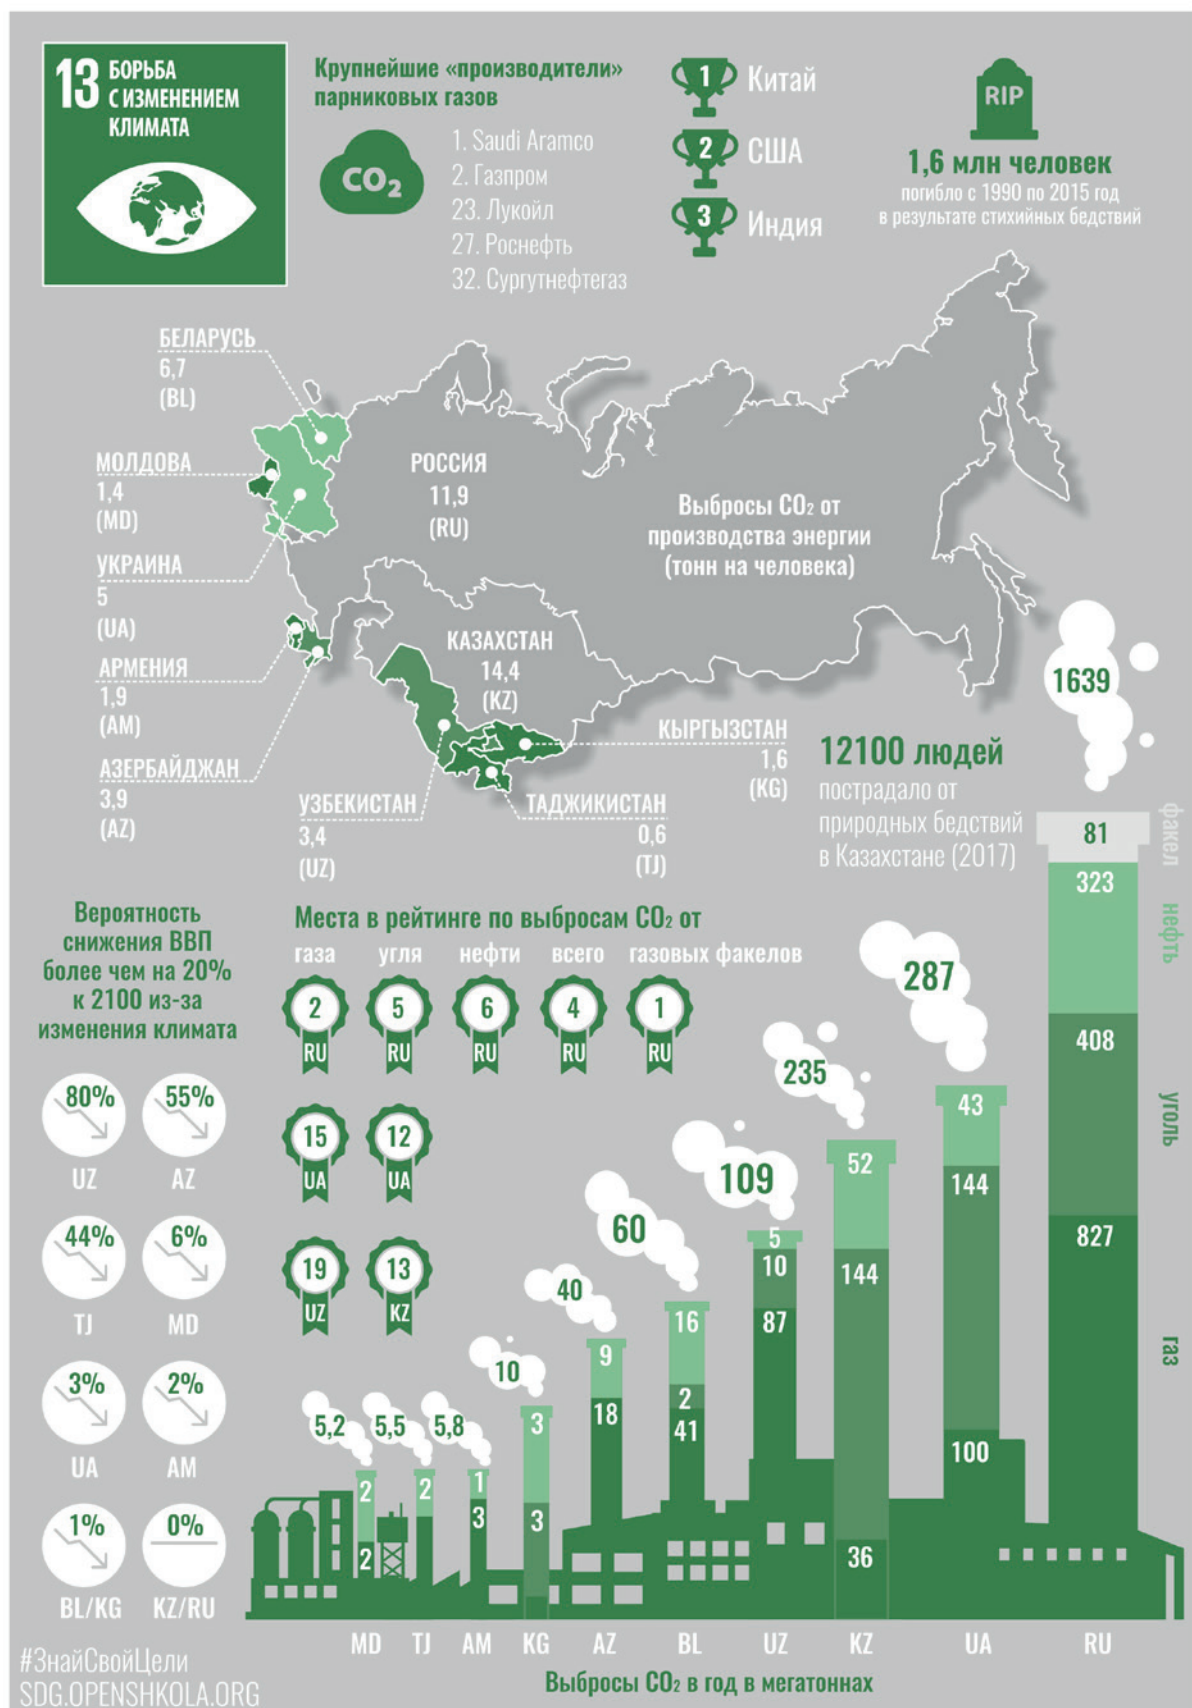 13 БОРЬБА
С ИЗМЕНЕНИЕМ
КЛИМАТА
Крупнейшие «производители»
парниковых газов
CO₂
1. Saudi Aramco
2. Газпром
23. Лукойл
27. Роснефть
32. Сургутнефтегаз
1 Китай
2 США
3 Индия
RIP
1,6 млн человек
погибло с 1990 по 2015 год
в результате стихийных бедствий
БЕЛАРУСЬ
6,7
(BL)
МОЛДОВА
1,4
(MD)
УКРАИНА
5
(UA)
АРМЕНИЯ
1,9
(AM)
АЗЕРБАЙДЖАН
3,9
(AZ)
РОССИЯ
11,9
(RU)
Выбросы CO₂ от
производства энергии
(тонн на человека)
КАЗАХСТАН
14,4
(KZ)
УЗБЕКИСТАН
3,4
(UZ)
ТАДЖИКИСТАН
0,6
(TJ)
КЫРГЫЗСТАН
1,6
(KG)
12100 людей
пострадало от
природных бедствий
в Казахстане (2017)
Вероятность
снижения ВВП
более чем на 20%
к 2100 из-за
изменения климата
80% 55%
UZ AZ
44% 6%
TJ MD
3% 2%
UA AM
1% 0%
BL/KG KZ/RU
Места в рейтинге по выбросам CO₂ от
газа угля нефти всего газовых факелов
2 5 6 4 1
RU RU RU RU RU
15 12
UA UA
19 13
UZ KZ
5,2
2
2
5,5
2
5,8
1
3
10
3
3
40
9
18
60
16
2
41
109
5
10
87
235
52
144
36
287
43
144
100
1639
81
323
408
827
факел
нефть
уголь
газ
MD TJ AM KG AZ BL UZ KZ UA RU
Выбросы CO₂ в год в мегатоннах
#ЗнайСвойЦели
SDG.OPENSHKOLA.ORG